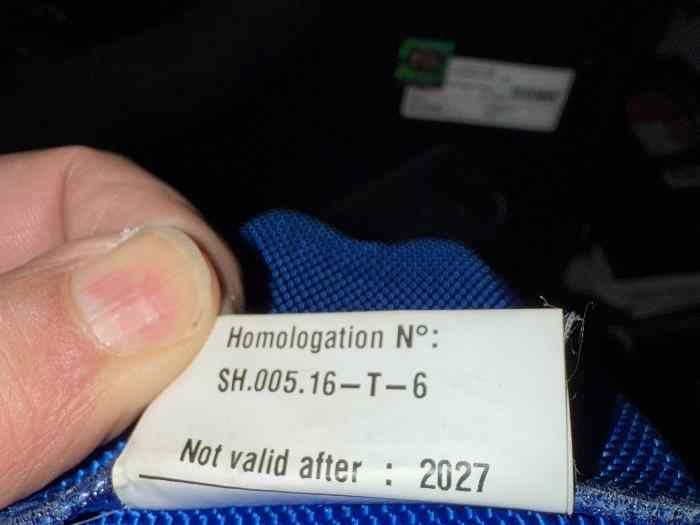 Homologation N°:
SH.005.16-T-6
Not valid after : 2027